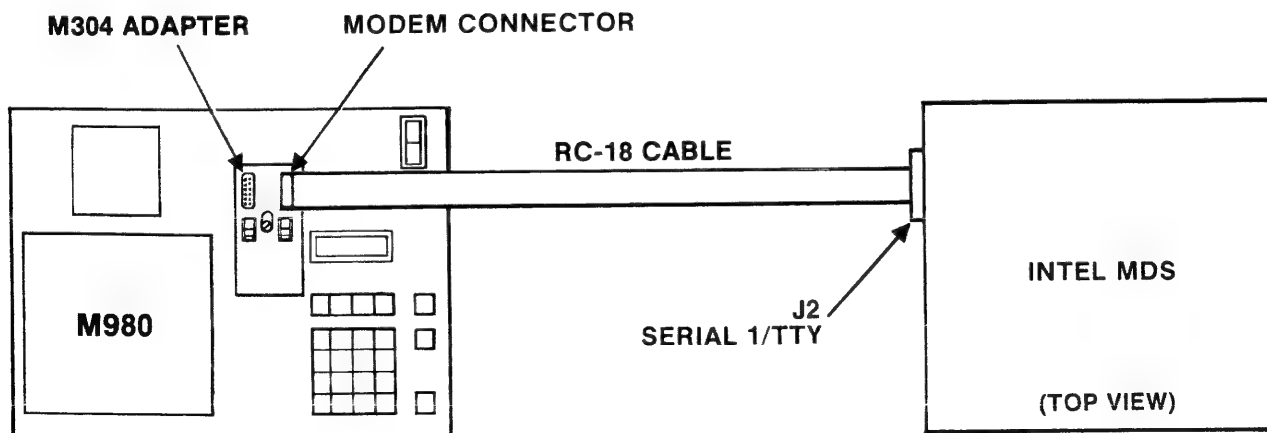 M304 ADAPTER
MODEM CONNECTOR
RC-18 CABLE
M980
J2
SERIAL 1/TTY
INTEL MDS
(TOP VIEW)